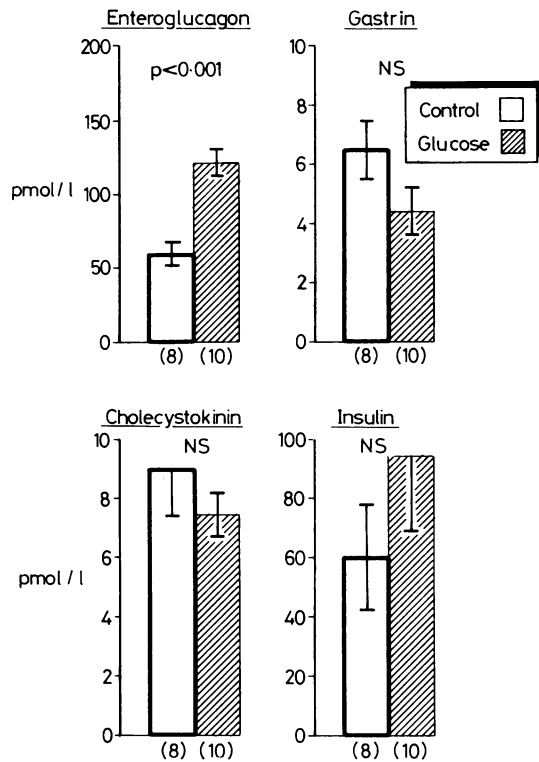 Enteroglucagon
200
150
100
50
0
pmol/l
p<0·001
(8) (10)
Gastrin
10
8
6
4
2
0
NS
Control
Glucose
(8) (10)
Cholecystokinin
10
8
6
4
2
0
pmol/l
NS
(8) (10)
Insulin
100
80
60
40
20
0
NS
(8) (10)